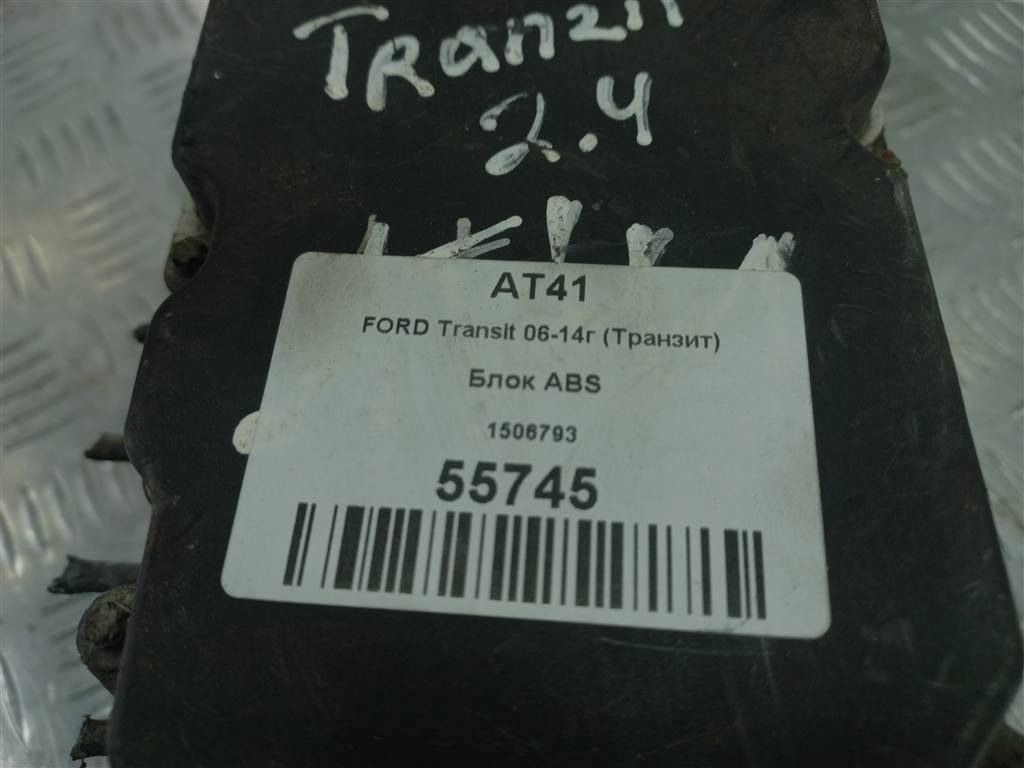 Tranzit
2.4
AT41
FORD Transit 06-14г (Транзит)
Блок ABS
1506793
55745